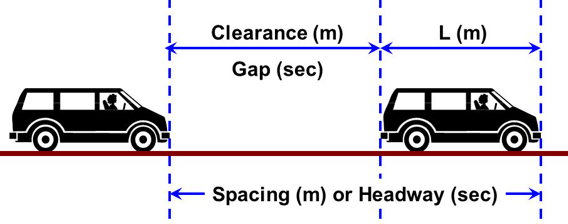 Clearance (m)
L (m)
Gap (sec)
Spacing (m) or Headway (sec)